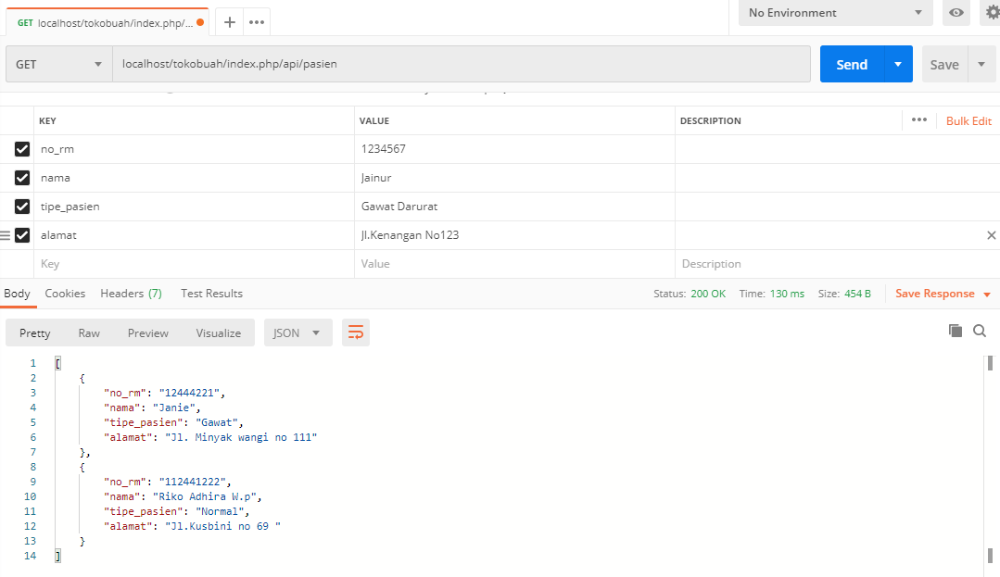 GET localhost/tokobuah/index.php/...
No Environment
GET localhost/tokobuah/index.php/api/pasien Send Save
KEY VALUE DESCRIPTION Bulk Edit
no_rm 1234567
nama Jainur
tipe_pasien Gawat Darurat
alamat Jl.Kenangan No123
Key Value Description
Body Cookies Headers (7) Test Results Status: 200 OK Time: 130 ms Size: 454 B Save Response
Pretty Raw Preview Visualize JSON
1 [
2 {
3 "no_rm": "12444221",
4 "nama": "Janie",
5 "tipe_pasien": "Gawat",
6 "alamat": "Jl. Minyak wangi no 111"
7 },
8 {
9 "no_rm": "112441222",
10 "nama": "Riko Adhira W.p",
11 "tipe_pasien": "Normal",
12 "alamat": "Jl.Kusbini no 69 "
13 }
14 ]